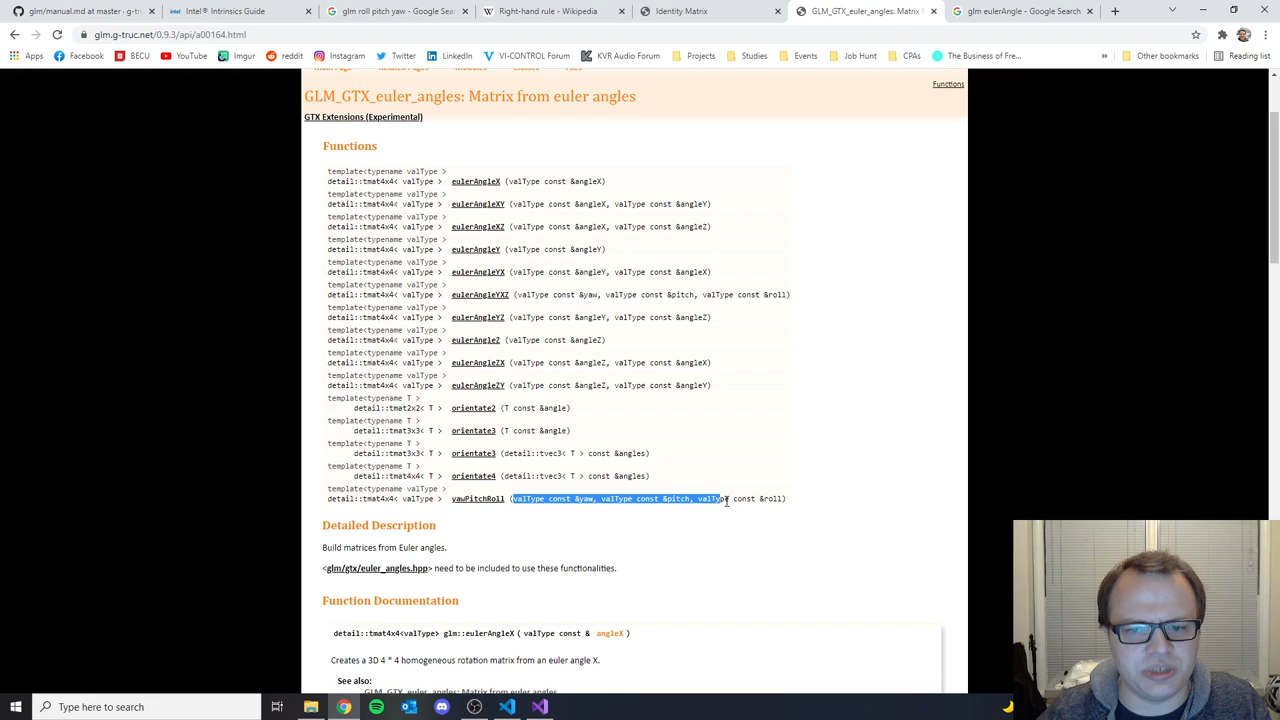 glm/manual.md at master · g-truc
Intel® Intrinsics Guide
glm roll pitch yaw - Google Search
Right-hand rule - Wikipedia
Identity Matrix
GLM_GTX_euler_angles: Matrix
glm eulerAngle - Google Search
glm.g-truc.net/0.9.3/api/a00164.html
Apps
Facebook
BECU
YouTube
Imgur
reddit
Instagram
Twitter
LinkedIn
VI-CONTROL Forum
KVR Audio Forum
Projects
Studies
Events
Job Hunt
CPAs
The Business of Fre...
»
Other bookmarks
Reading list
Functions
GLM_GTX_euler_angles: Matrix from euler angles
GTX Extensions (Experimental)
Functions
template<typename valType >
detail::tmat4x4< valType > eulerAngleX (valType const &angleX)
template<typename valType >
detail::tmat4x4< valType > eulerAngleXY (valType const &angleX, valType const &angleY)
template<typename valType >
detail::tmat4x4< valType > eulerAngleXZ (valType const &angleX, valType const &angleZ)
template<typename valType >
detail::tmat4x4< valType > eulerAngleY (valType const &angleY)
template<typename valType >
detail::tmat4x4< valType > eulerAngleYX (valType const &angleY, valType const &angleX)
template<typename valType >
detail::tmat4x4< valType > eulerAngleYXZ (valType const &yaw, valType const &pitch, valType const &roll)
template<typename valType >
detail::tmat4x4< valType > eulerAngleYZ (valType const &angleY, valType const &angleZ)
template<typename valType >
detail::tmat4x4< valType > eulerAngleZ (valType const &angleZ)
template<typename valType >
detail::tmat4x4< valType > eulerAngleZX (valType const &angleZ, valType const &angleX)
template<typename valType >
detail::tmat4x4< valType > eulerAngleZY (valType const &angleZ, valType const &angleY)
template<typename T >
detail::tmat2x2< T > orientate2 (T const &angle)
template<typename T >
detail::tmat3x3< T > orientate3 (T const &angle)
template<typename T >
detail::tmat3x3< T > orientate3 (detail::tvec3< T > const &angles)
template<typename T >
detail::tmat4x4< T > orientate4 (detail::tvec3< T > const &angles)
template<typename valType >
detail::tmat4x4< valType > yawPitchRoll (valType const &yaw, valType const &pitch, valType const &roll)
Detailed Description
Build matrices from Euler angles.
<glm/gtx/euler_angles.hpp> need to be included to use these functionalities.
Function Documentation
detail::tmat4x4<valType> glm::eulerAngleX ( valType const & angleX )
Creates a 3D 4 * 4 homogeneous rotation matrix from an euler angle X.
See also:
GLM_GTX_euler_angles: Matrix from euler angles
Type here to search